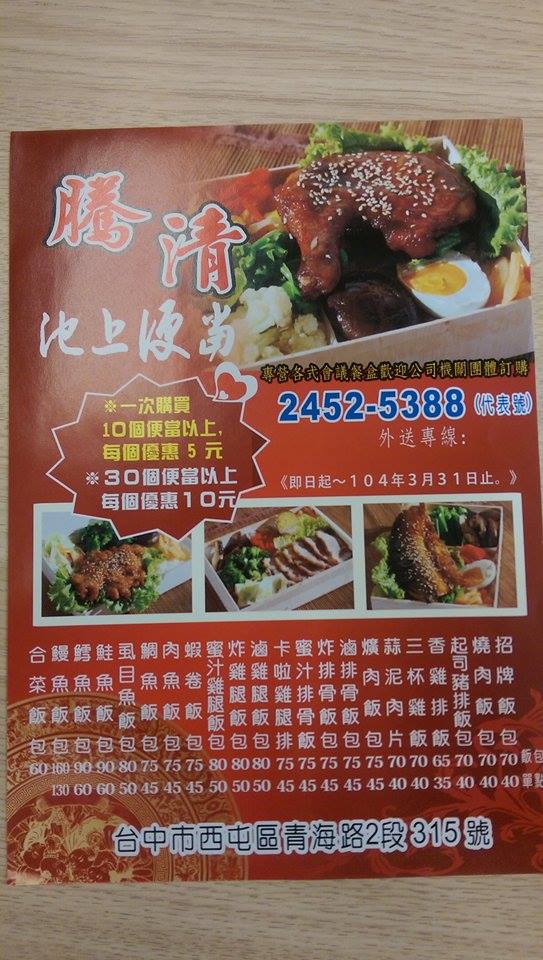 騰清
池上便當
專營各式會議餐盒歡迎公司機關團體訂購
2452-5388 (代表號)
外送專線:
※一次購買
10個便當以上,
每個優惠5元
※30個便當以上
每個優惠10元
《即日起~104年3月31日止。》
飯包 單點
招牌飯包 70 40
燒肉飯包 70 40
起司豬排飯包 70 40
香雞排飯 65 35
三杯雞飯 70 40
蒜泥肉片 70 40
爌肉飯包 75 45
滷排骨飯包 75 45
炸排骨飯包 75 45
蜜汁排骨飯 75 45
卡啦雞腿排 75 45
滷雞腿飯包 80 50
炸雞腿飯包 80 50
蜜汁雞腿飯包 80 50
蝦卷飯包 75 45
肉魚飯包 75 45
鯛魚飯包 75 45
虱目魚飯包 80 50
鮭魚飯包 90 60
鱈魚飯包 90 60
鰻魚飯包 160 130
合菜飯包 60
台中市西屯區青海路2段315號